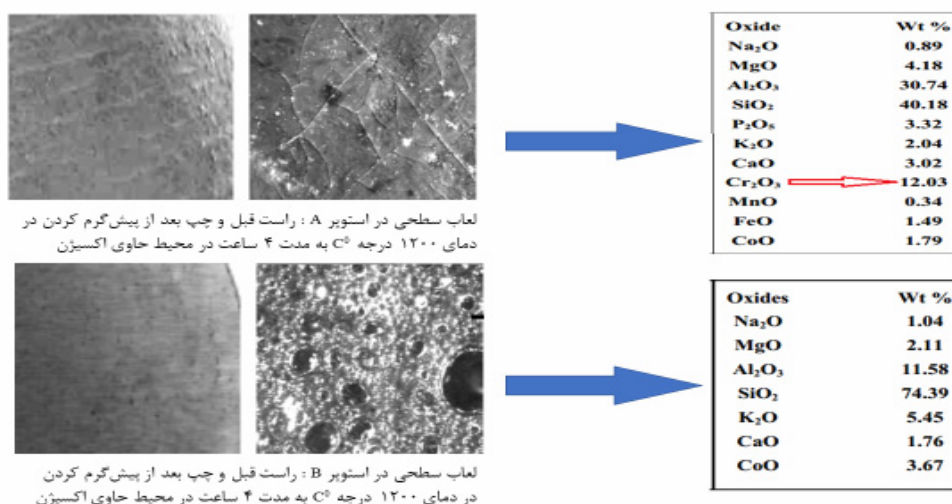 Oxide Wt %
Na₂O 0.89
MgO 4.18
Al₂O₃ 30.74
SiO₂ 40.18
P₂O₅ 3.32
K₂O 2.04
CaO 3.02
Cr₂O₃ 12.03
MnO 0.34
FeO 1.49
CoO 1.79
لعاب سطحی در استوپر A : راست قبل و چپ بعد از پیش‌گرم کردن در
دمای ۱۲۰۰ درجه C⁰ به مدت ۴ ساعت در محیط حاوی اکسیژن
Oxides Wt %
Na₂O 1.04
MgO 2.11
Al₂O₃ 11.58
SiO₂ 74.39
K₂O 5.45
CaO 1.76
CoO 3.67
لعاب سطحی در استوپر B : راست قبل و چپ بعد از پیش‌گرم کردن
در دمای ۱۲۰۰ درجه C⁰ به مدت ۴ ساعت در محیط حاوی اکسیژن